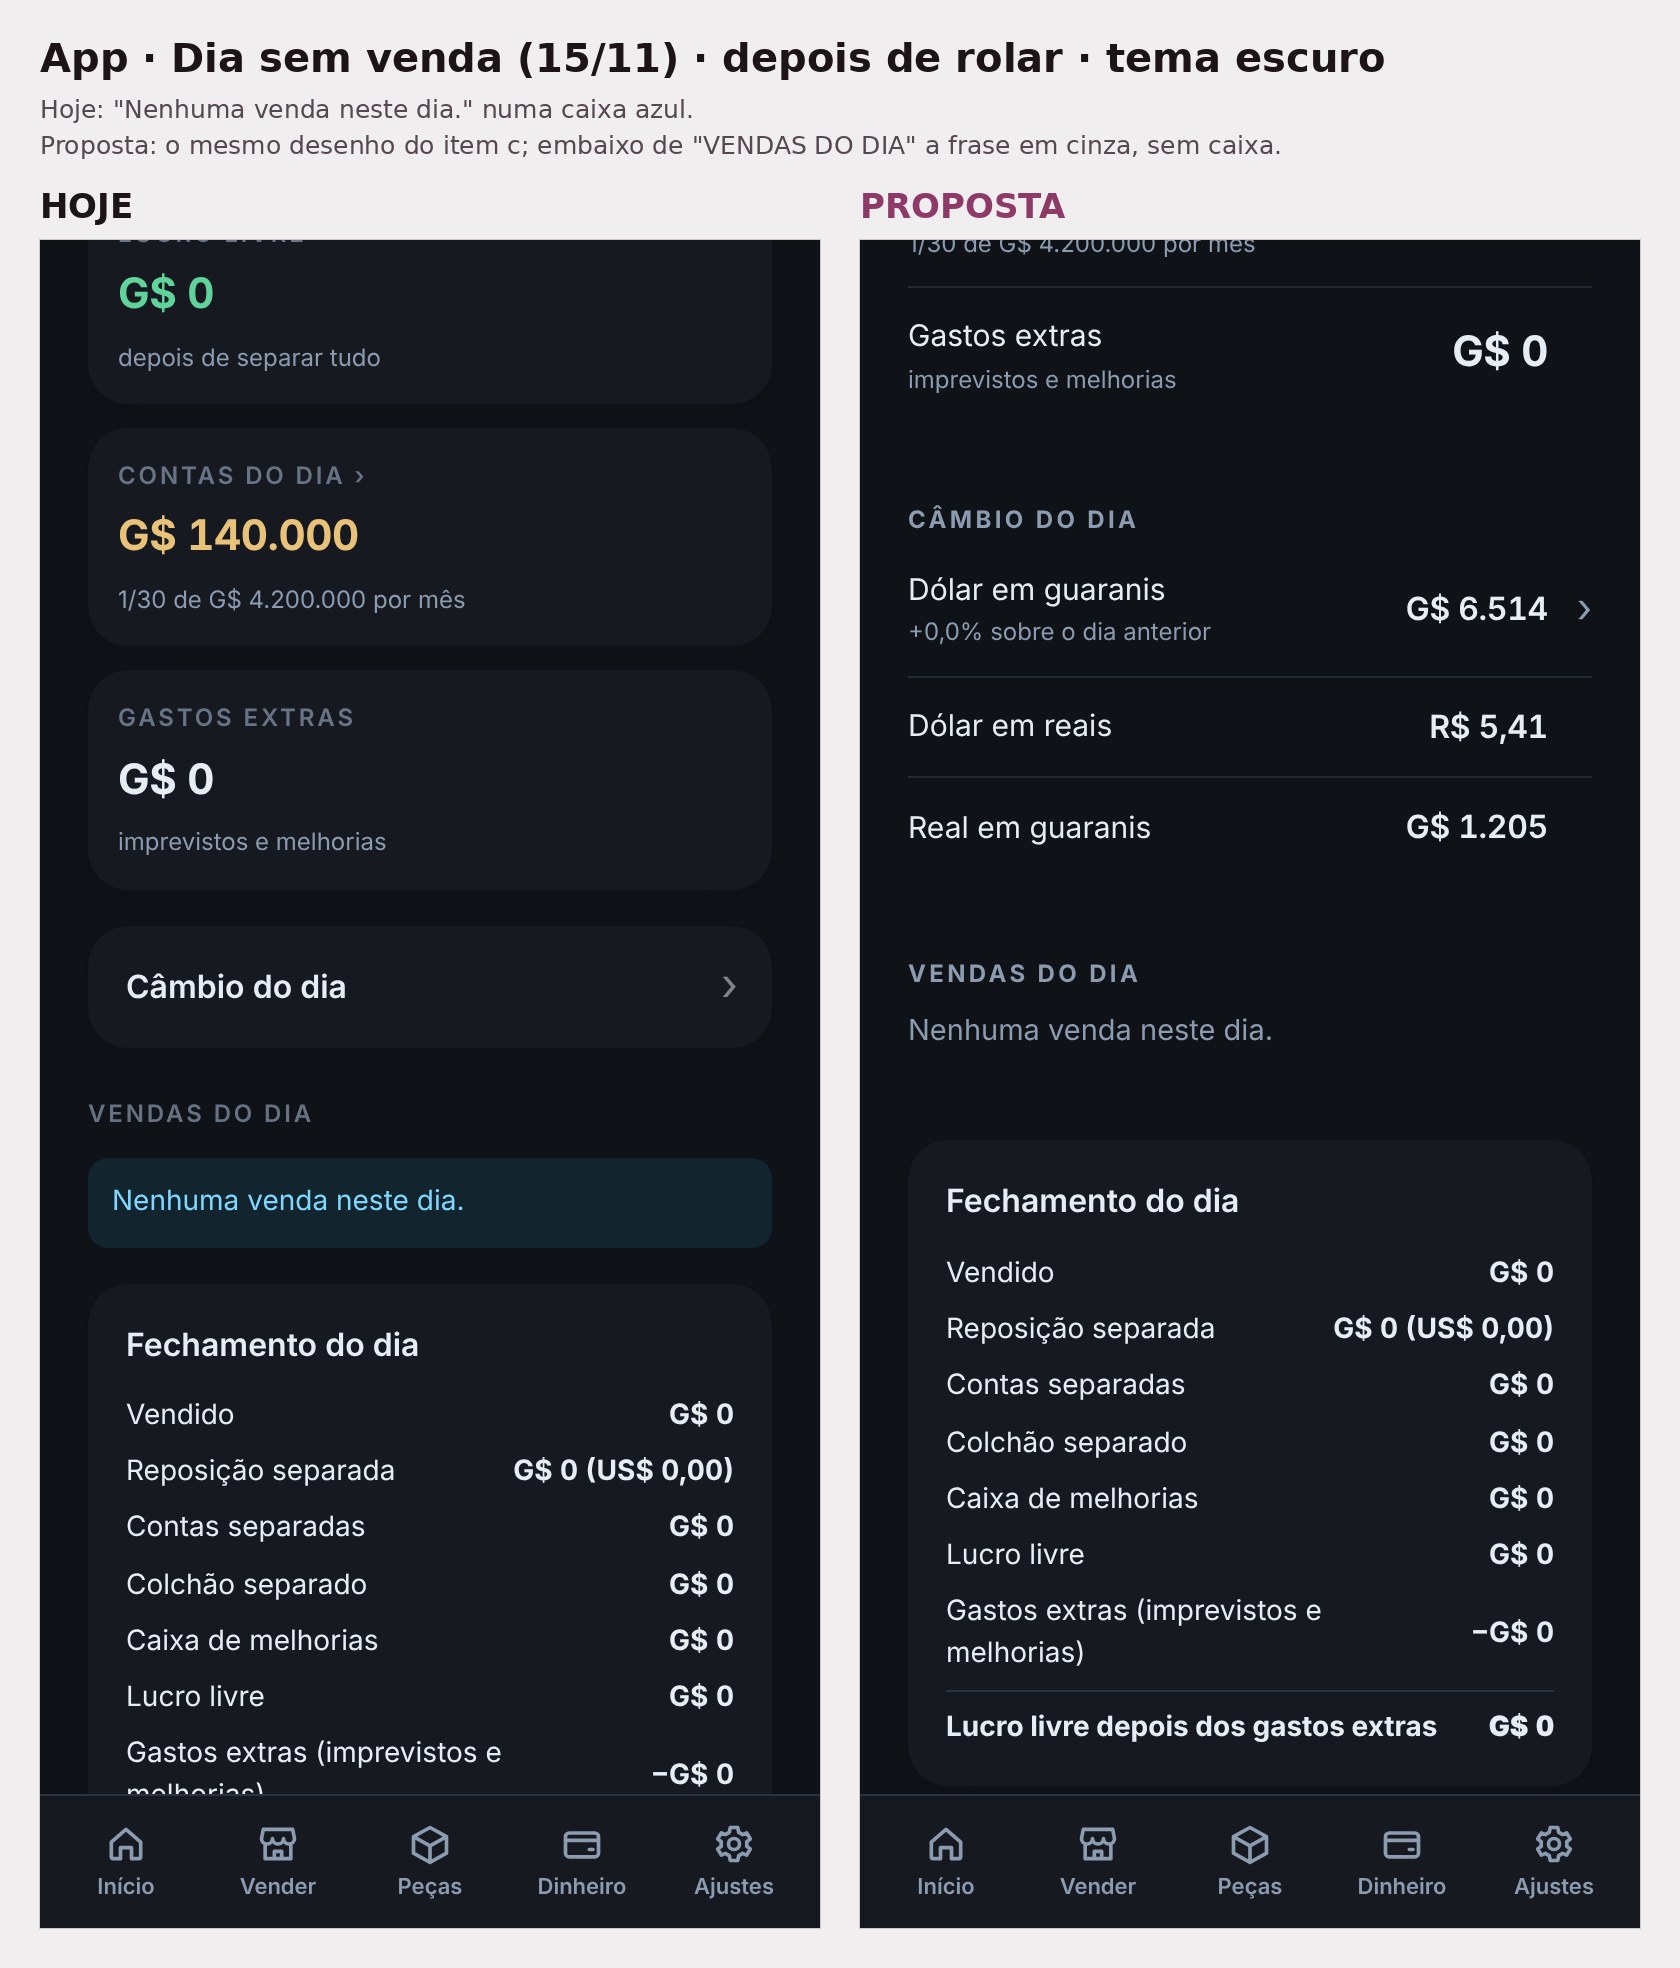 App · Dia sem venda (15/11) · depois de rolar · tema escuro
Hoje: "Nenhuma venda neste dia." numa caixa azul.
Proposta: o mesmo desenho do item c; embaixo de "VENDAS DO DIA" a frase em cinza, sem caixa.
HOJE
G$ 0
depois de separar tudo
CONTAS DO DIA ›
G$ 140.000
1/30 de G$ 4.200.000 por mês
GASTOS EXTRAS
G$ 0
imprevistos e melhorias
Câmbio do dia ›
VENDAS DO DIA
Nenhuma venda neste dia.
Fechamento do dia
Vendido G$ 0
Reposição separada G$ 0 (US$ 0,00)
Contas separadas G$ 0
Colchão separado G$ 0
Caixa de melhorias G$ 0
Lucro livre G$ 0
Gastos extras (imprevistos e
melhorias) −G$ 0
Início Vender Peças Dinheiro Ajustes
PROPOSTA
1/30 de G$ 4.200.000 por mês
Gastos extras G$ 0
imprevistos e melhorias
CÂMBIO DO DIA
Dólar em guaranis G$ 6.514 ›
+0,0% sobre o dia anterior
Dólar em reais R$ 5,41
Real em guaranis G$ 1.205
VENDAS DO DIA
Nenhuma venda neste dia.
Fechamento do dia
Vendido G$ 0
Reposição separada G$ 0 (US$ 0,00)
Contas separadas G$ 0
Colchão separado G$ 0
Caixa de melhorias G$ 0
Lucro livre G$ 0
Gastos extras (imprevistos e
melhorias) −G$ 0
Lucro livre depois dos gastos extras G$ 0
Início Vender Peças Dinheiro Ajustes